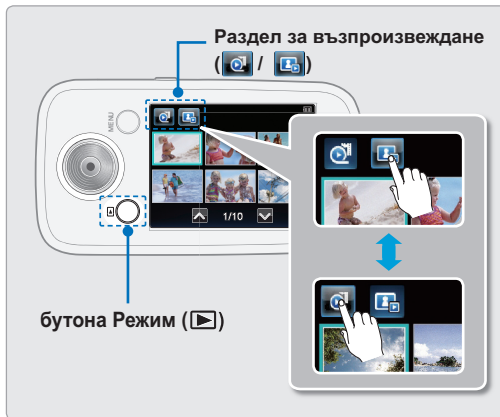 Раздел за възпроизвеждане
( / )
MENU
1/10
бутона Режим ( )